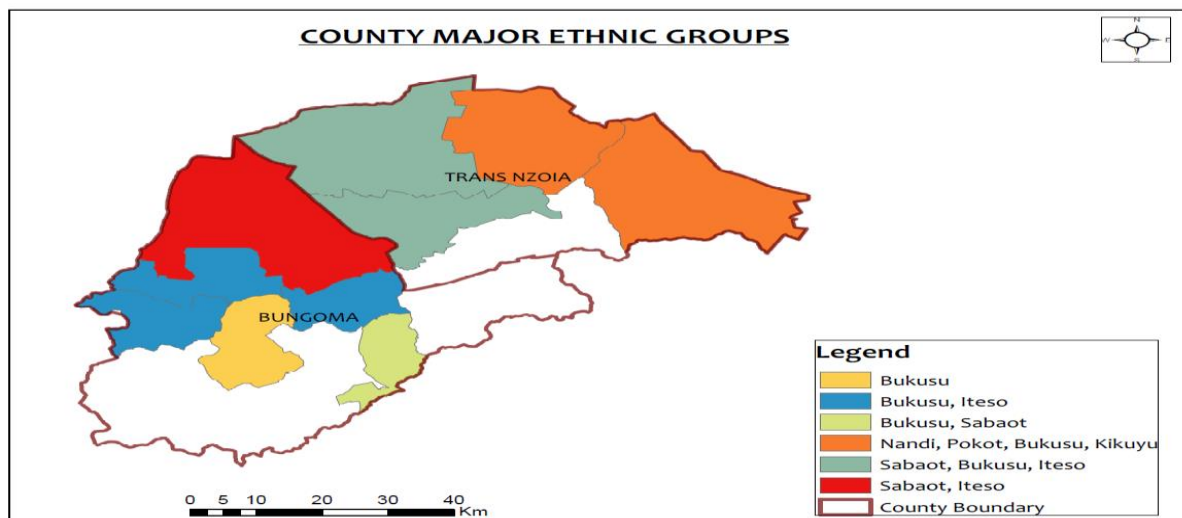 COUNTY MAJOR ETHNIC GROUPS
N
W E
S
TRANS NZOIA
BUNGOMA
Legend
Bukusu
Bukusu, Iteso
Bukusu, Sabaot
Nandi, Pokot, Bukusu, Kikuyu
Sabaot, Bukusu, Iteso
Sabaot, Iteso
County Boundary
0 5 10 20 30 40
Km